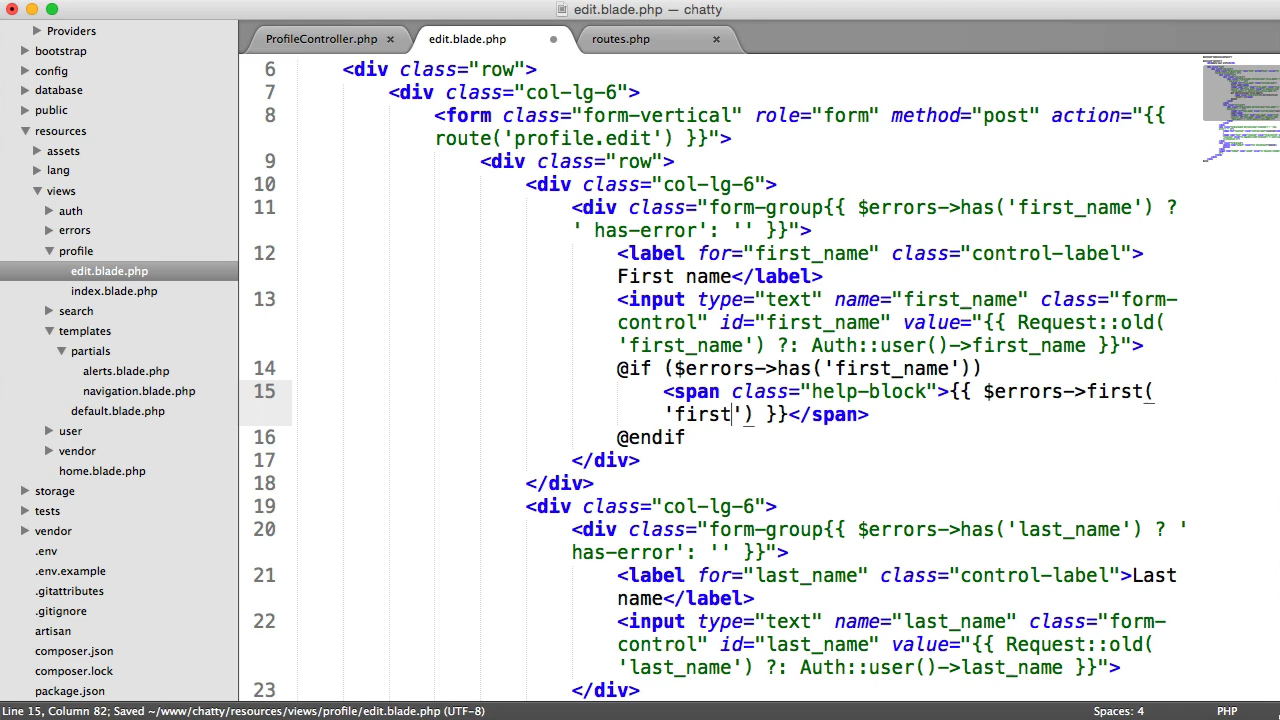 edit.blade.php — chatty
Providers
bootstrap
config
database
public
resources
assets
lang
views
auth
errors
profile
edit.blade.php
index.blade.php
search
templates
partials
alerts.blade.php
navigation.blade.php
default.blade.php
user
vendor
home.blade.php
storage
tests
vendor
.env
.env.example
.gitattributes
.gitignore
artisan
composer.json
composer.lock
package.json
ProfileController.php ×
edit.blade.php
routes.php ×
6 <div class="row">
7 <div class="col-lg-6">
8 <form class="form-vertical" role="form" method="post" action="{{
route('profile.edit') }}">
9 <div class="row">
10 <div class="col-lg-6">
11 <div class="form-group{{ $errors->has('first_name') ?
' has-error': '' }}">
12 <label for="first_name" class="control-label">
First name</label>
13 <input type="text" name="first_name" class="form-
control" id="first_name" value="{{ Request::old(
'first_name') ?: Auth::user()->first_name }}">
14 @if ($errors->has('first_name'))
15 <span class="help-block">{{ $errors->first(
'first') }}</span>
16 @endif
17 </div>
18 </div>
19 <div class="col-lg-6">
20 <div class="form-group{{ $errors->has('last_name') ? '
has-error': '' }}">
21 <label for="last_name" class="control-label">Last
name</label>
22 <input type="text" name="last_name" class="form-
control" id="last_name" value="{{ Request::old(
'last_name') ?: Auth::user()->last_name }}">
23 </div>
Line 15, Column 82; Saved ~/www/chatty/resources/views/profile/edit.blade.php (UTF-8)
Spaces: 4
PHP